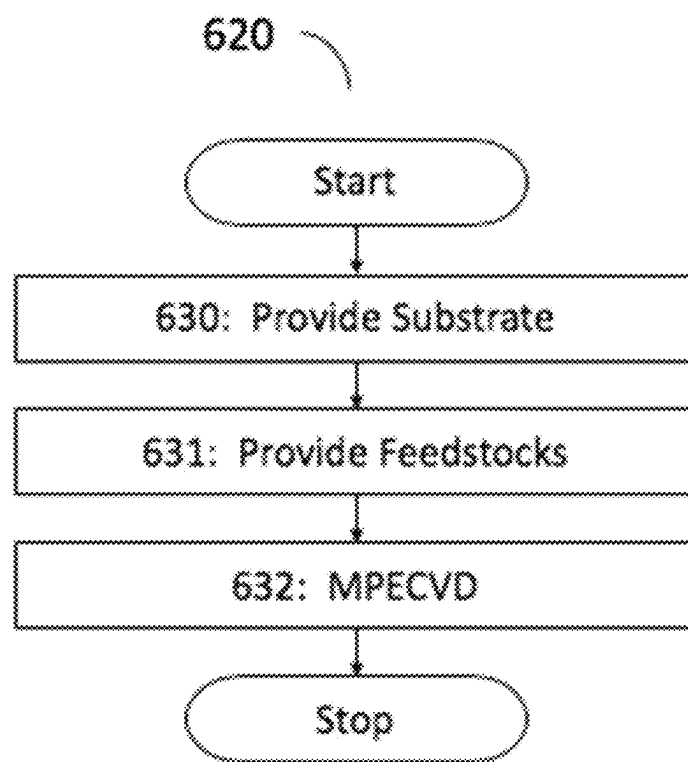 620
Start
630: Provide Substrate
631: Provide Feedstocks
632: MPECVD
Stop